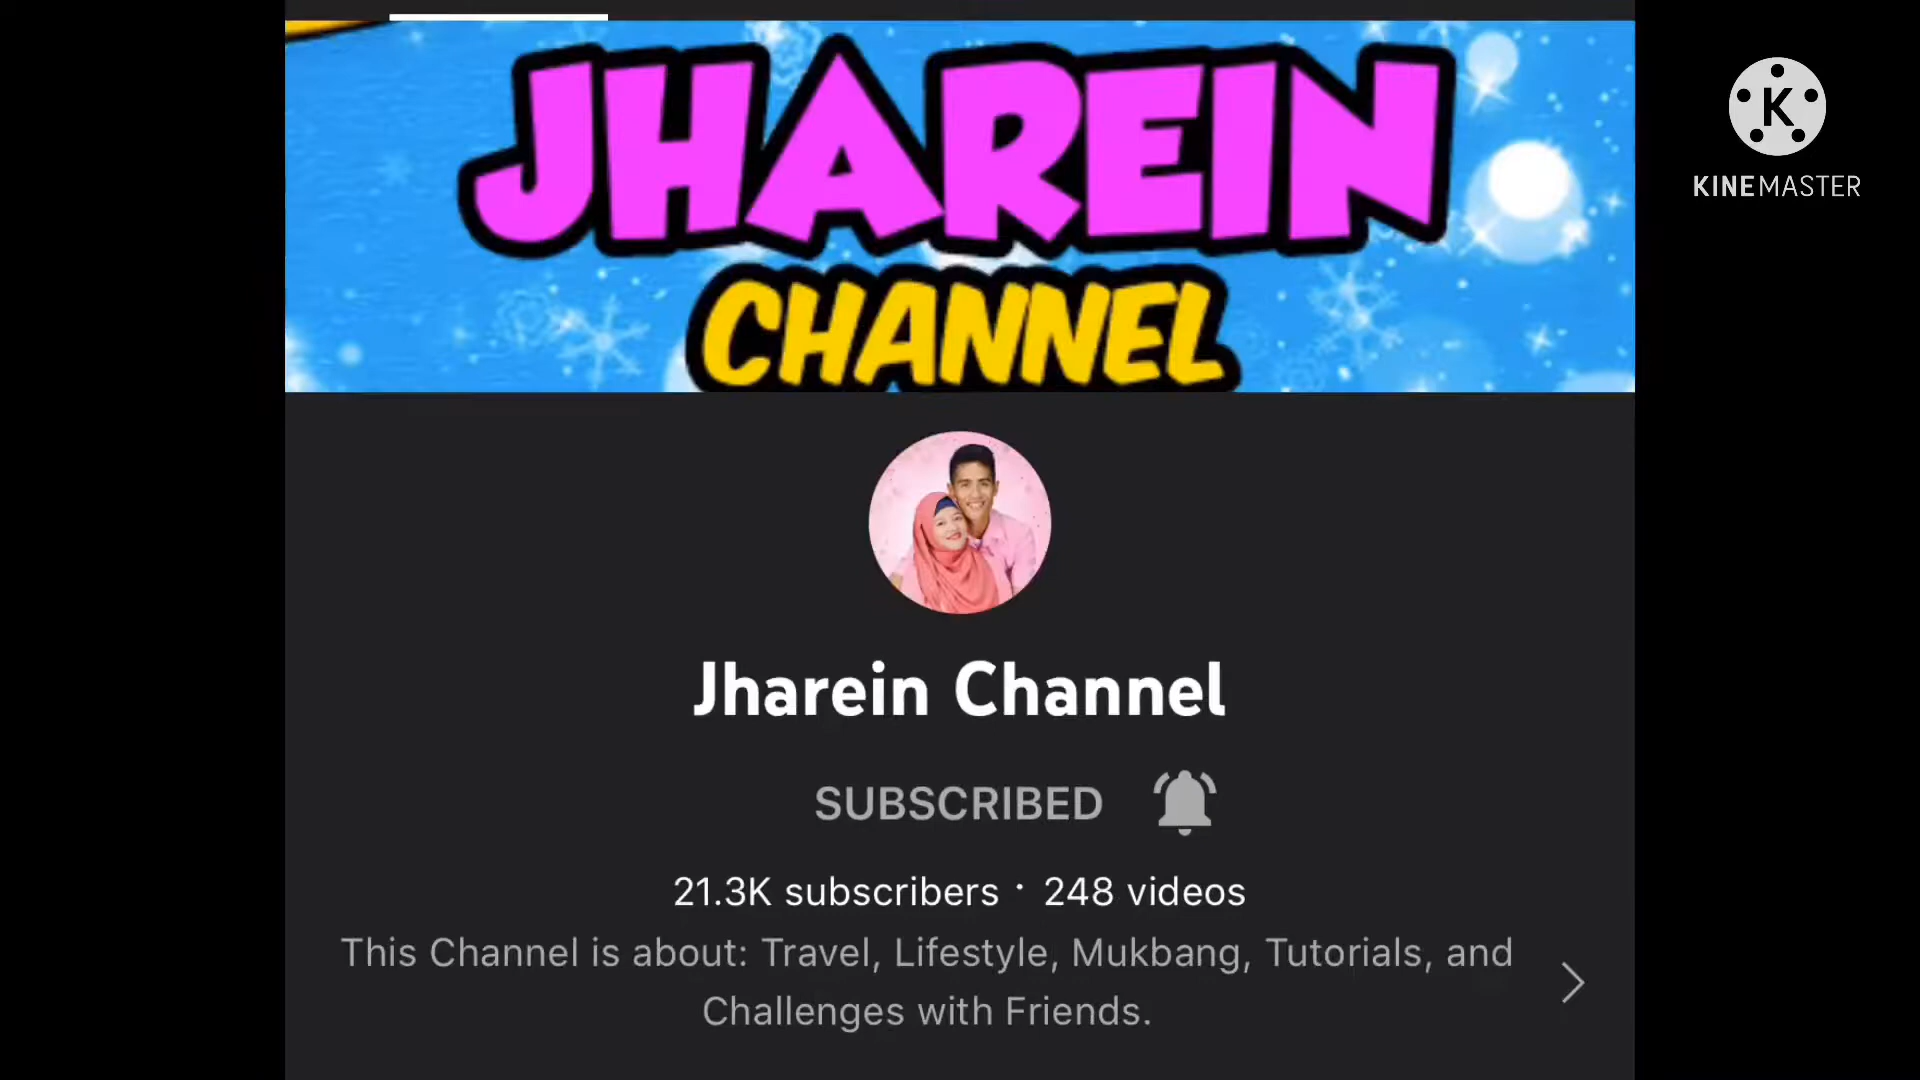 JHAREIN
CHANNEL
K
KINEMASTER
Jharein Channel
SUBSCRIBED
21.3K subscribers · 248 videos
This Channel is about: Travel, Lifestyle, Mukbang, Tutorials, and
Challenges with Friends.